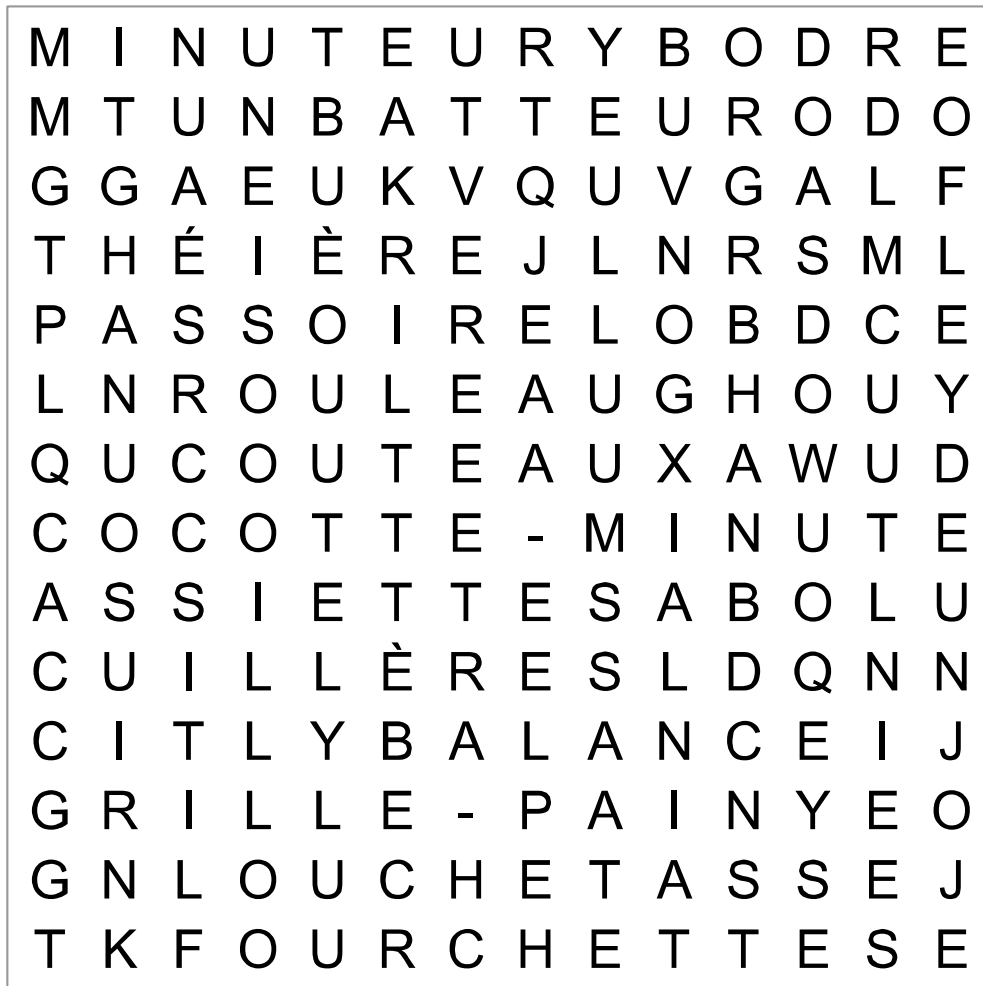 M I N U T E U R Y B O D R E
M T U N B A T T E U R O D O
G G A E U K V Q U V G A L F
T H É I È R E J L N R S M L
P A S S O I R E L O B D C E
L N R O U L E A U G H O U Y
Q U C O U T E A U X A W U D
C O C O T T E - M I N U T E
A S S I E T T E S A B O L U
C U I L L È R E S L D Q N N
C I T L Y B A L A N C E I J
G R I L L E - P A I N Y E O
G N L O U C H E T A S S E J
T K F O U R C H E T T E S E